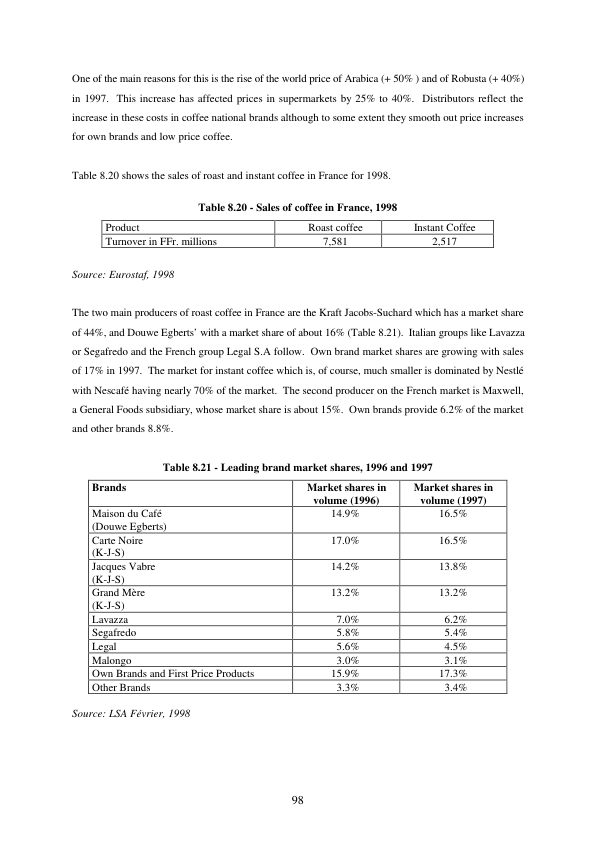 One of the main reasons for this is the rise of the world price of Arabica (+ 50% ) and of Robusta (+ 40%)
in 1997. This increase has affected prices in supermarkets by 25% to 40%. Distributors reflect the
increase in these costs in coffee national brands although to some extent they smooth out price increases
for own brands and low price coffee.
Table 8.20 shows the sales of roast and instant coffee in France for 1998.
Table 8.20 - Sales of coffee in France, 1998
Product Roast coffee Instant Coffee
Turnover in FFr. millions 7,581 2,517
Source: Eurostaf, 1998
The two main producers of roast coffee in France are the Kraft Jacobs-Suchard which has a market share
of 44%, and Douwe Egberts' with a market share of about 16% (Table 8.21). Italian groups like Lavazza
or Segafredo and the French group Legal S.A follow. Own brand market shares are growing with sales
of 17% in 1997. The market for instant coffee which is, of course, much smaller is dominated by Nestlé
with Nescafé having nearly 70% of the market. The second producer on the French market is Maxwell,
a General Foods subsidiary, whose market share is about 15%. Own brands provide 6.2% of the market
and other brands 8.8%.
Table 8.21 - Leading brand market shares, 1996 and 1997
Brands Market shares in Market shares in
volume (1996) volume (1997)
Maison du Café 14.9% 16.5%
(Douwe Egberts)
Carte Noire 17.0% 16.5%
(K-J-S)
Jacques Vabre 14.2% 13.8%
(K-J-S)
Grand Mère 13.2% 13.2%
(K-J-S)
Lavazza 7.0% 6.2%
Segafredo 5.8% 5.4%
Legal 5.6% 4.5%
Malongo 3.0% 3.1%
Own Brands and First Price Products 15.9% 17.3%
Other Brands 3.3% 3.4%
Source: LSA Février, 1998
98